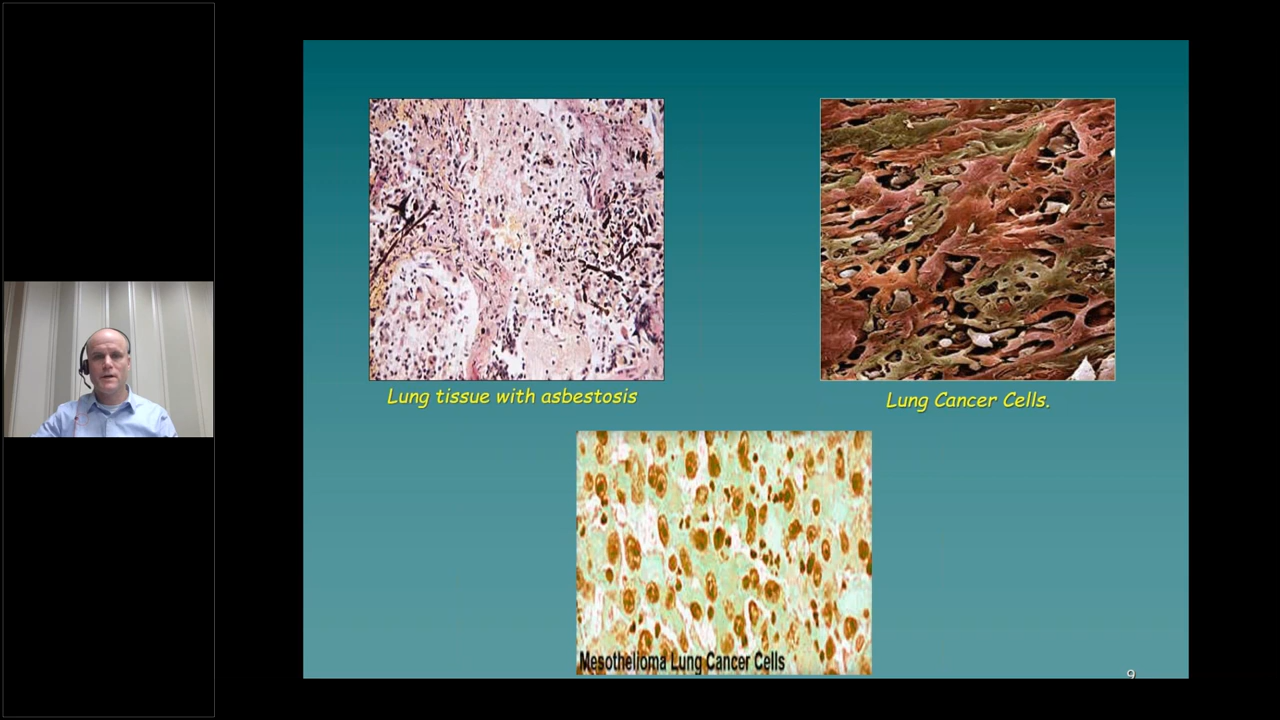 Lung tissue with asbestosis
Lung Cancer Cells.
Mesothelioma Lung Cancer Cells
9